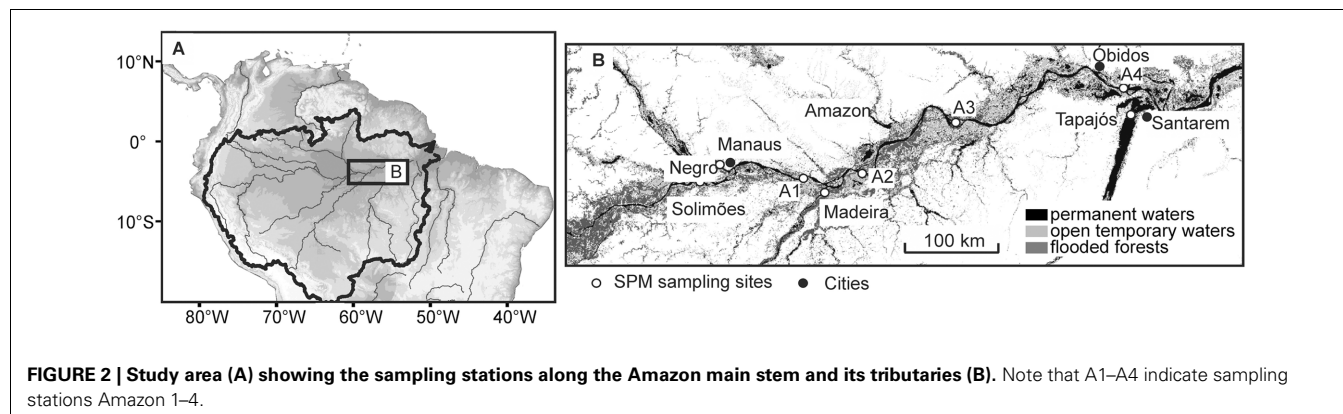 A
10°N
0°
10°S
80°W 70°W 60°W 50°W 40°W
B
B
Óbidos
A4
Amazon
A3
Tapajós
Santarem
Manaus
Negro
A1
A2
Solimões
Madeira
permanent waters
open temporary waters
flooded forests
100 km
SPM sampling sites
Cities
FIGURE 2 | Study area (A) showing the sampling stations along the Amazon main stem and its tributaries (B). Note that A1–A4 indicate sampling
stations Amazon 1–4.